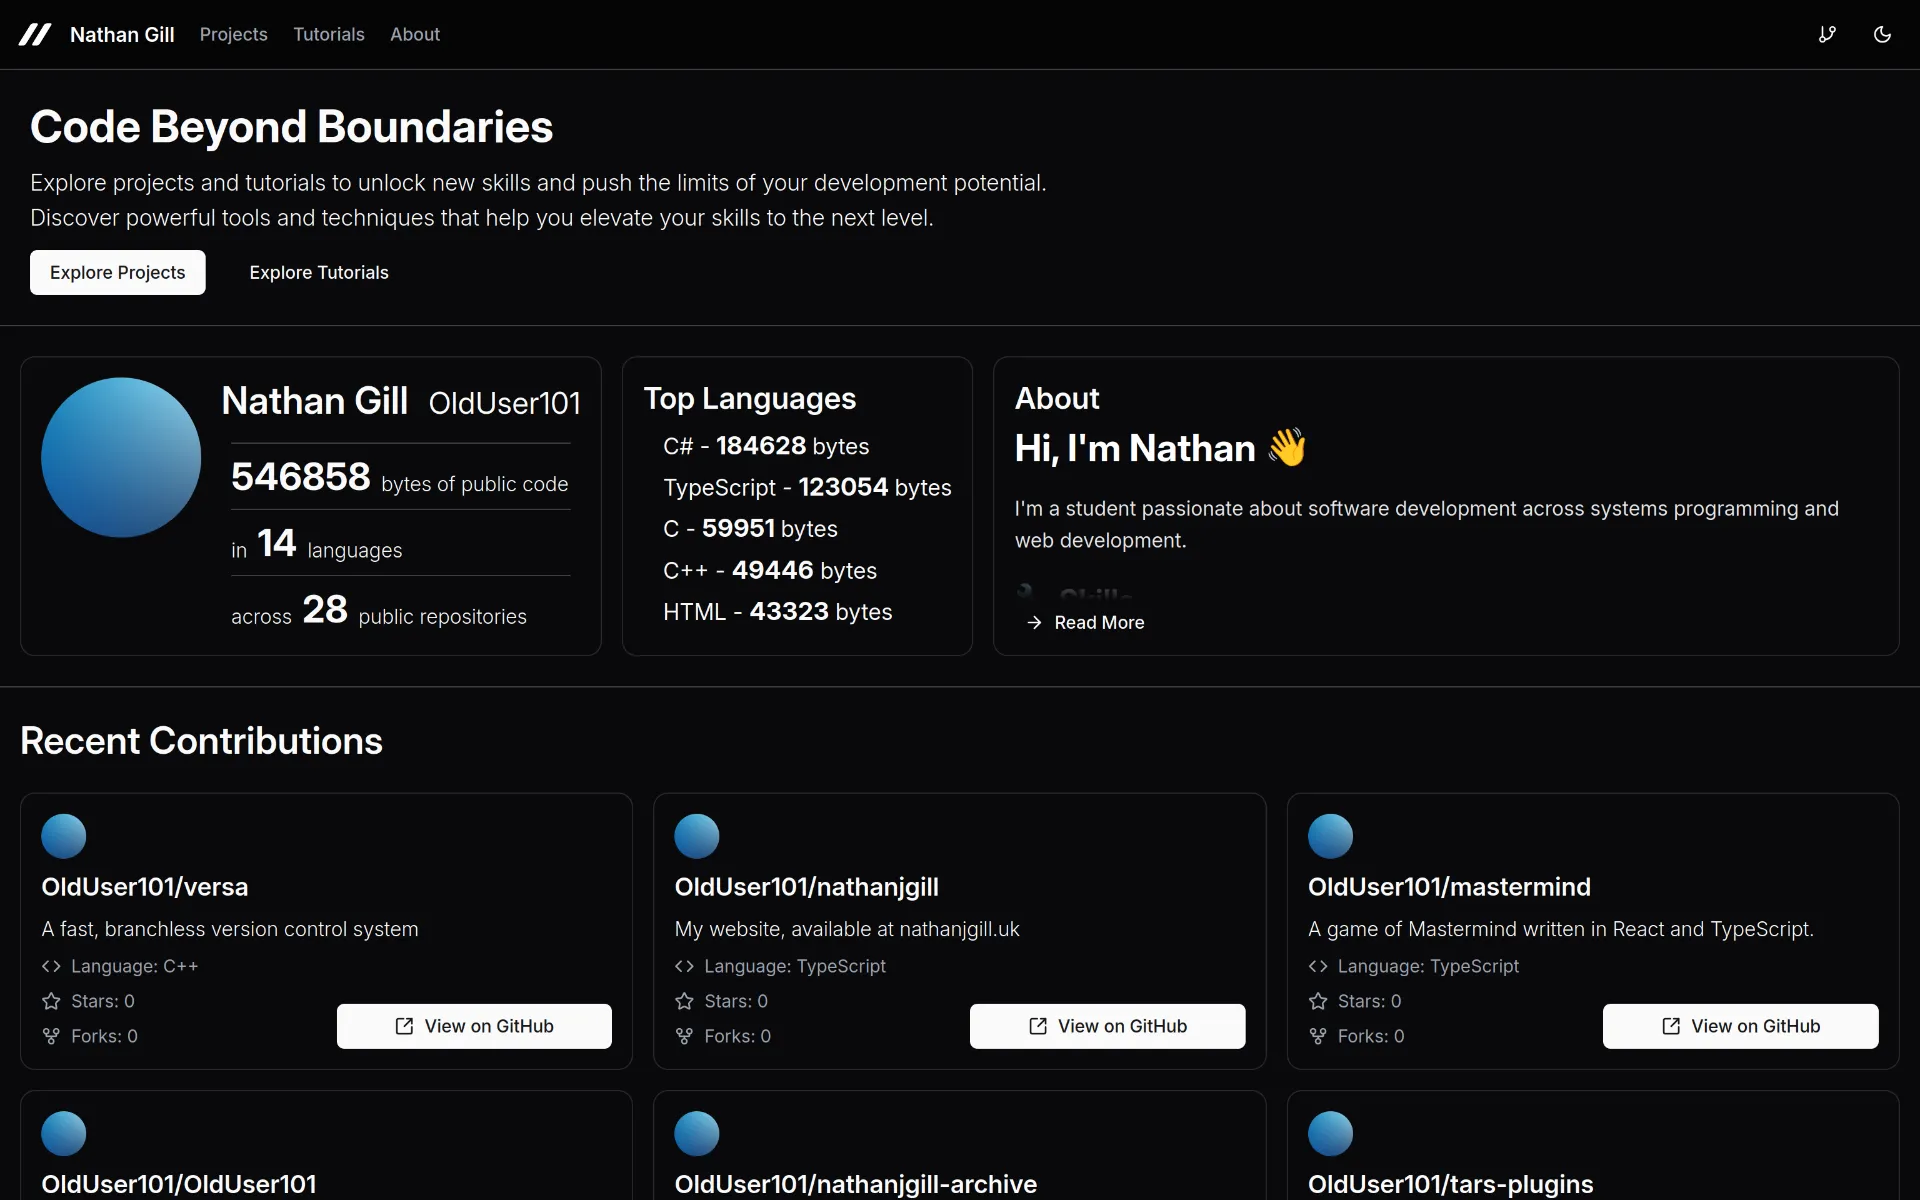 Nathan Gill Projects Tutorials About
Code Beyond Boundaries
Explore projects and tutorials to unlock new skills and push the limits of your development potential.
Discover powerful tools and techniques that help you elevate your skills to the next level.
Explore Projects Explore Tutorials
Nathan Gill OldUser101
546858 bytes of public code
in 14 languages
across 28 public repositories
Top Languages
C# - 184628 bytes
TypeScript - 123054 bytes
C - 59951 bytes
C++ - 49446 bytes
HTML - 43323 bytes
About
Hi, I'm Nathan 👋
I'm a student passionate about software development across systems programming and
web development.
Skills
Read More
Recent Contributions
OldUser101/versa
A fast, branchless version control system
Language: C++
Stars: 0
Forks: 0
View on GitHub
OldUser101/nathanjgill
My website, available at nathanjgill.uk
Language: TypeScript
Stars: 0
Forks: 0
View on GitHub
OldUser101/mastermind
A game of Mastermind written in React and TypeScript.
Language: TypeScript
Stars: 0
Forks: 0
View on GitHub
OldUser101/OldUser101
OldUser101/nathanjgill-archive
OldUser101/tars-plugins